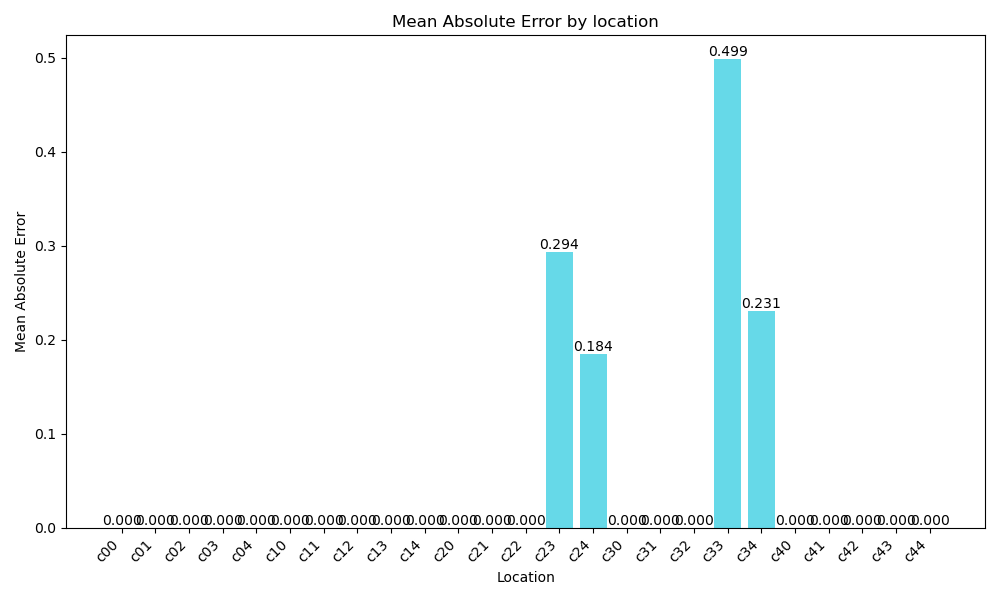 Mean Absolute Error by location
Mean Absolute Error
0.5
0.4
0.3
0.2
0.1
0.0
0.000 0.000 0.000 0.000 0.000 0.000 0.000 0.000 0.000 0.000 0.000 0.000 0.000 0.294 0.184 0.000 0.000 0.000 0.499 0.231 0.000 0.000 0.000 0.000 0.000
c00 c01 c02 c03 c04 c10 c11 c12 c13 c14 c20 c21 c22 c23 c24 c30 c31 c32 c33 c34 c40 c41 c42 c43 c44
Location